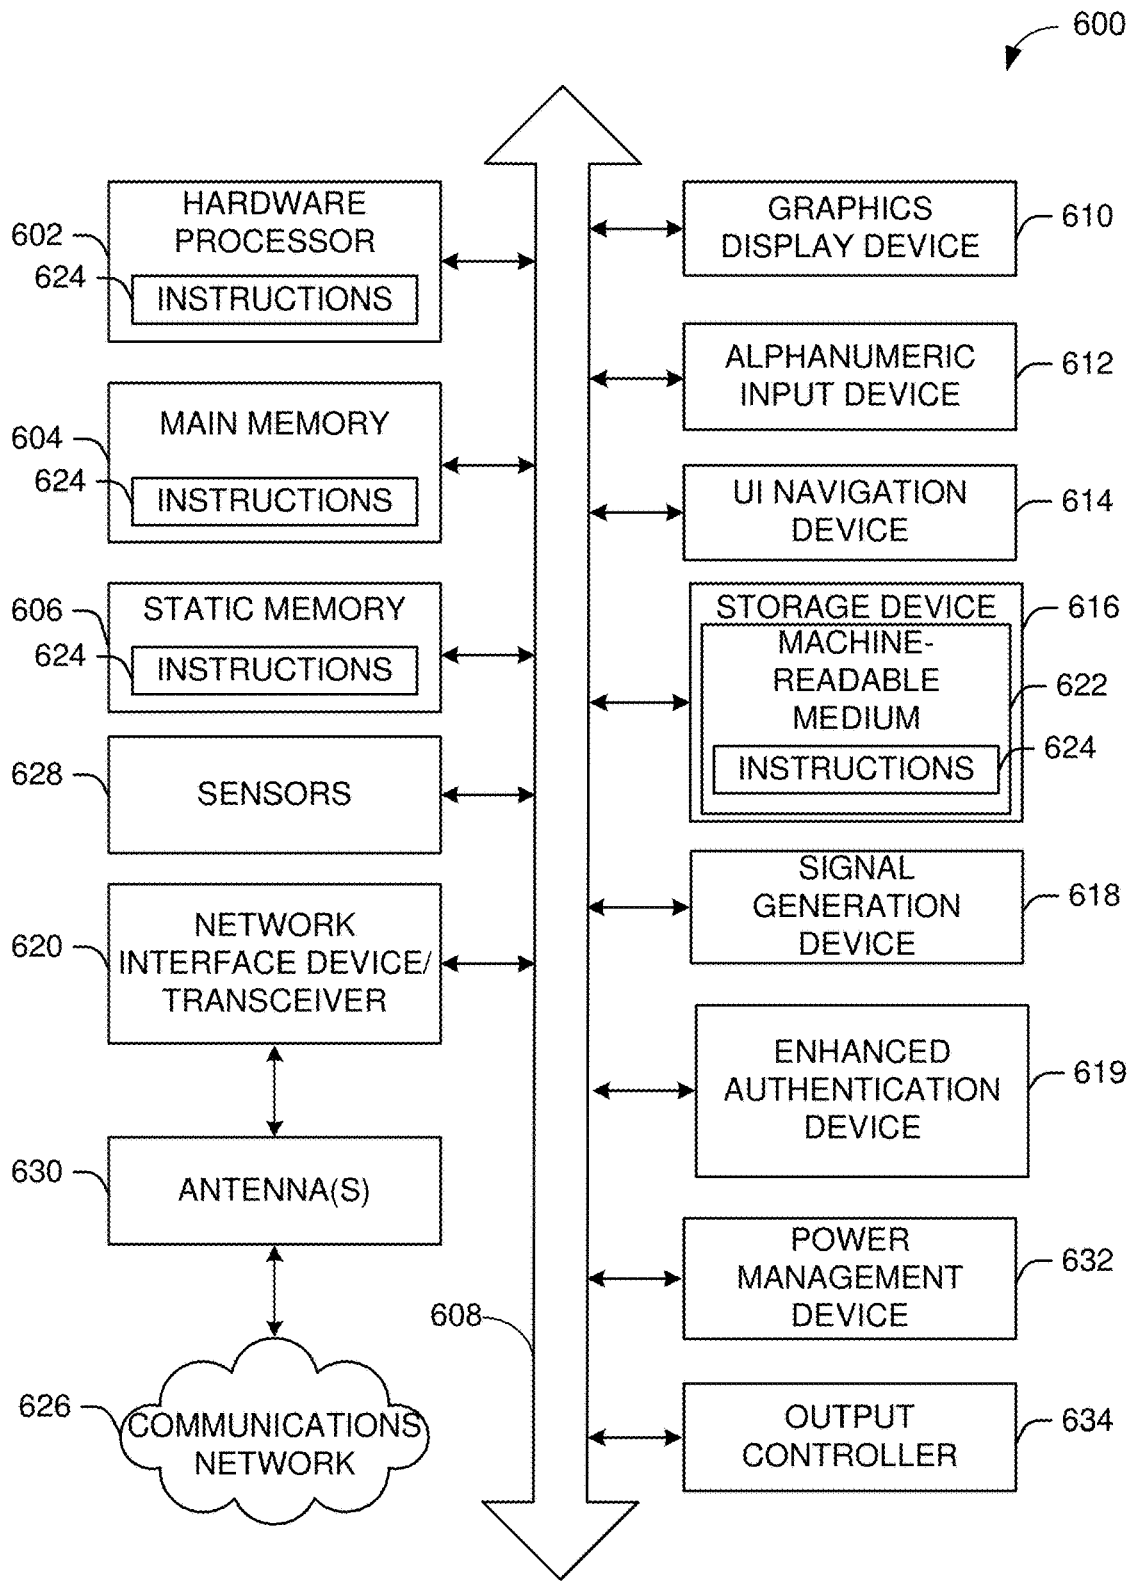 600
HARDWARE
PROCESSOR
602
624
INSTRUCTIONS
MAIN MEMORY
604
624
INSTRUCTIONS
STATIC MEMORY
606
624
INSTRUCTIONS
628
SENSORS
NETWORK
INTERFACE DEVICE/
TRANSCEIVER
620
630
ANTENNA(S)
626
COMMUNICATIONS
NETWORK
608
GRAPHICS
DISPLAY DEVICE
610
ALPHANUMERIC
INPUT DEVICE
612
UI NAVIGATION
DEVICE
614
STORAGE DEVICE
616
MACHINE-
READABLE
MEDIUM
622
INSTRUCTIONS
624
SIGNAL
GENERATION
DEVICE
618
ENHANCED
AUTHENTICATION
DEVICE
619
POWER
MANAGEMENT
DEVICE
632
OUTPUT
CONTROLLER
634